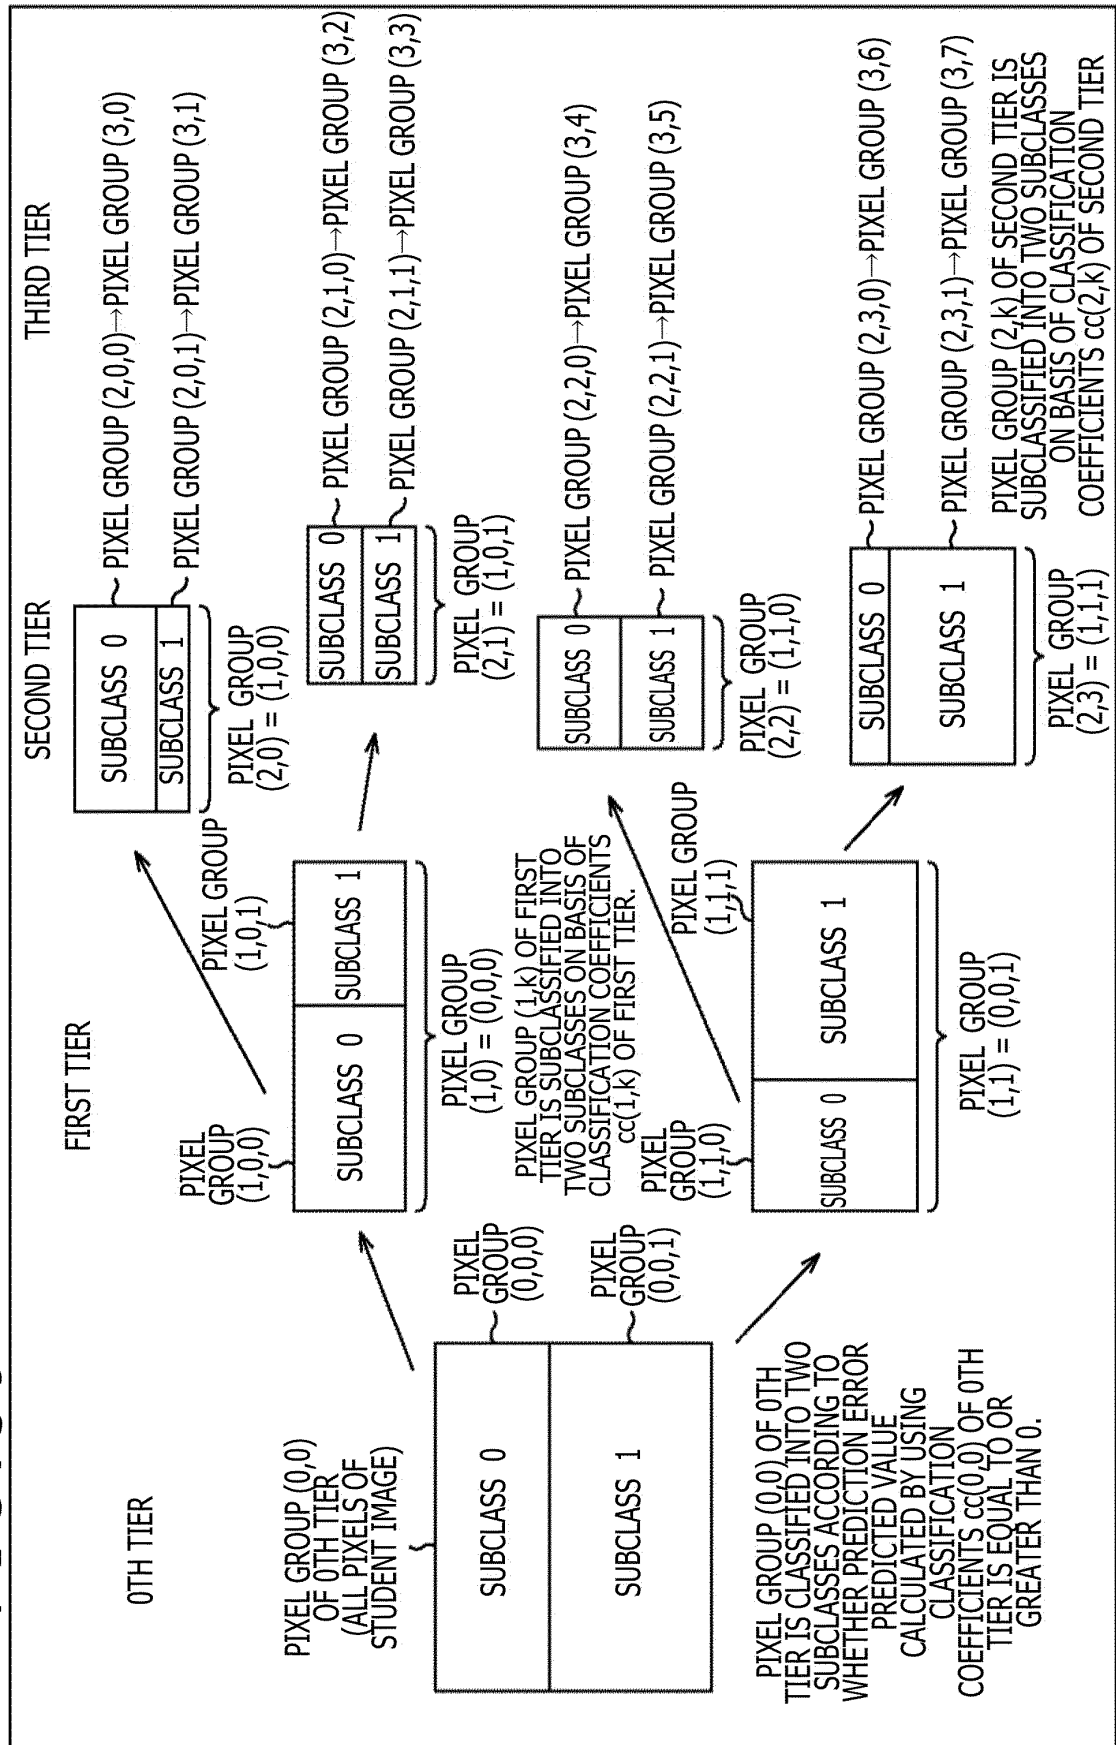 0TH TIER
PIXEL GROUP (0,0)
OF 0TH TIER
(ALL PIXELS OF
STUDENT IMAGE)
SUBCLASS 0
SUBCLASS 1
PIXEL
GROUP
(0,0,0)
PIXEL
GROUP
(0,0,1)
PIXEL GROUP (0,0) OF 0TH
TIER IS CLASSIFIED INTO TWO
SUBCLASSES ACCORDING TO
WHETHER PREDICTION ERROR
PREDICTED VALUE
CALCULATED BY USING
CLASSIFICATION
COEFFICIENTS cc(0,0) OF 0TH
TIER IS EQUAL TO OR
GREATER THAN 0.
FIRST TIER
PIXEL
GROUP
(1,0,0)
PIXEL GROUP
(1,0,1)
SUBCLASS 0
SUBCLASS 1
PIXEL GROUP
(1,0) = (0,0,0)
PIXEL GROUP (1,k) OF FIRST
TIER IS SUBCLASSIFIED INTO
TWO SUBCLASSES ON BASIS OF
CLASSIFICATION COEFFICIENTS
cc(1,k) OF FIRST TIER.
PIXEL
GROUP
(1,1,0)
PIXEL GROUP
(1,1,1)
SUBCLASS 0
SUBCLASS 1
PIXEL GROUP
(1,1) = (0,0,1)
SECOND TIER
SUBCLASS 0
SUBCLASS 1
PIXEL GROUP
(2,0) = (1,0,0)
SUBCLASS 0
SUBCLASS 1
PIXEL GROUP
(2,1) = (1,0,1)
SUBCLASS 0
SUBCLASS 1
PIXEL GROUP
(2,2) = (1,1,0)
SUBCLASS 0
SUBCLASS 1
PIXEL GROUP
(2,3) = (1,1,1)
THIRD TIER
PIXEL GROUP (2,0,0)→PIXEL GROUP (3,0)
PIXEL GROUP (2,0,1)→PIXEL GROUP (3,1)
PIXEL GROUP (2,1,0)→PIXEL GROUP (3,2)
PIXEL GROUP (2,1,1)→PIXEL GROUP (3,3)
PIXEL GROUP (2,2,0)→PIXEL GROUP (3,4)
PIXEL GROUP (2,2,1)→PIXEL GROUP (3,5)
PIXEL GROUP (2,3,0)→PIXEL GROUP (3,6)
PIXEL GROUP (2,3,1)→PIXEL GROUP (3,7)
PIXEL GROUP (2,k) OF SECOND TIER IS
SUBCLASSIFIED INTO TWO SUBCLASSES
ON BASIS OF CLASSIFICATION
COEFFICIENTS cc(2,k) OF SECOND TIER